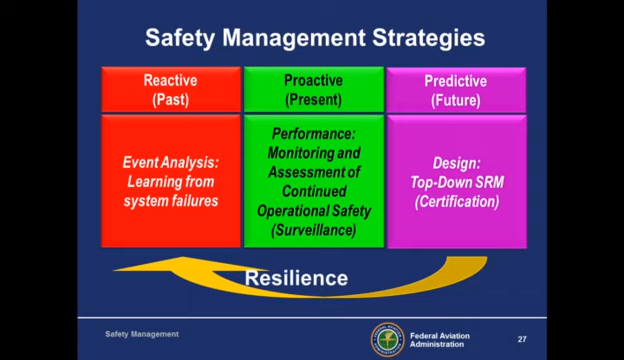 Safety Management Strategies
Reactive
(Past)
Proactive
(Present)
Predictive
(Future)
Event Analysis:
Learning from
system failures
Performance:
Monitoring and
Assessment of
Continued
Operational Safety
(Surveillance)
Design:
Top-Down SRM
(Certification)
Resilience
Safety Management
Federal Aviation
Administration
27